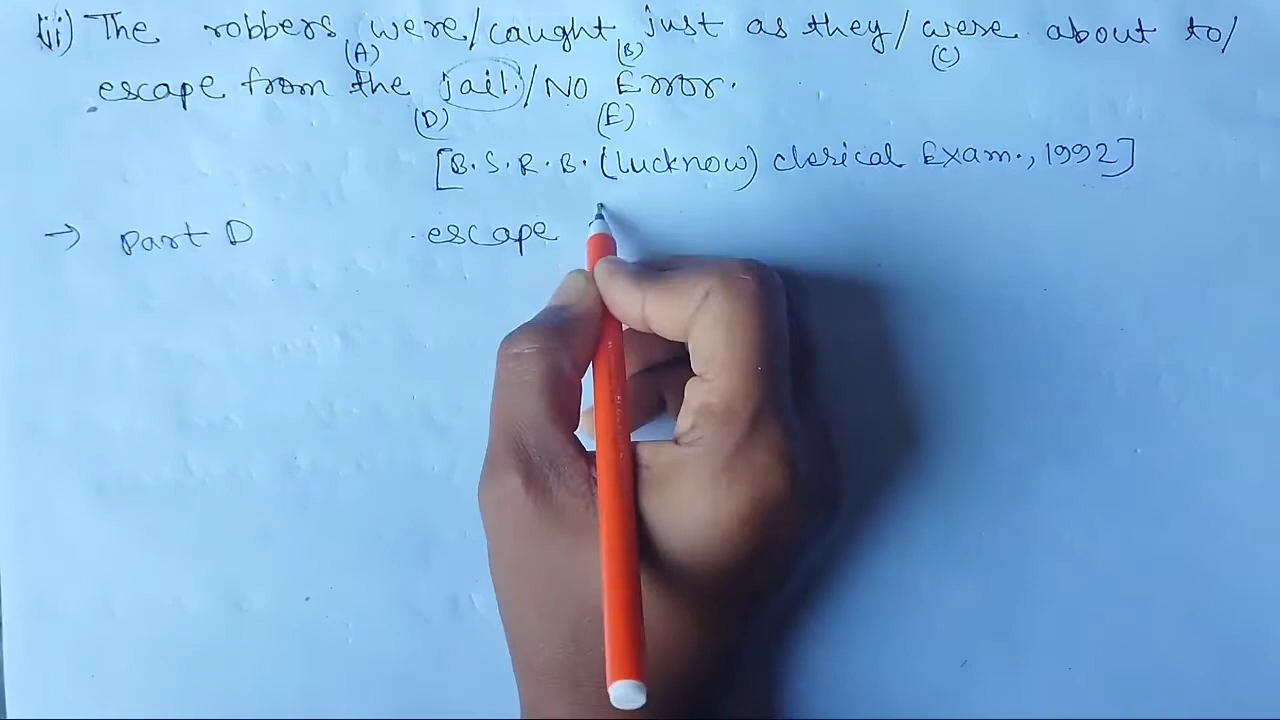 (ii) The robbers were/caught just as they/were about to/
(A) (B) (C)
escape from the jail./NO Error.
(D) (E)
[B.S.R.B. (lucknow) clerical Exam., 1992]
→ Part D escape